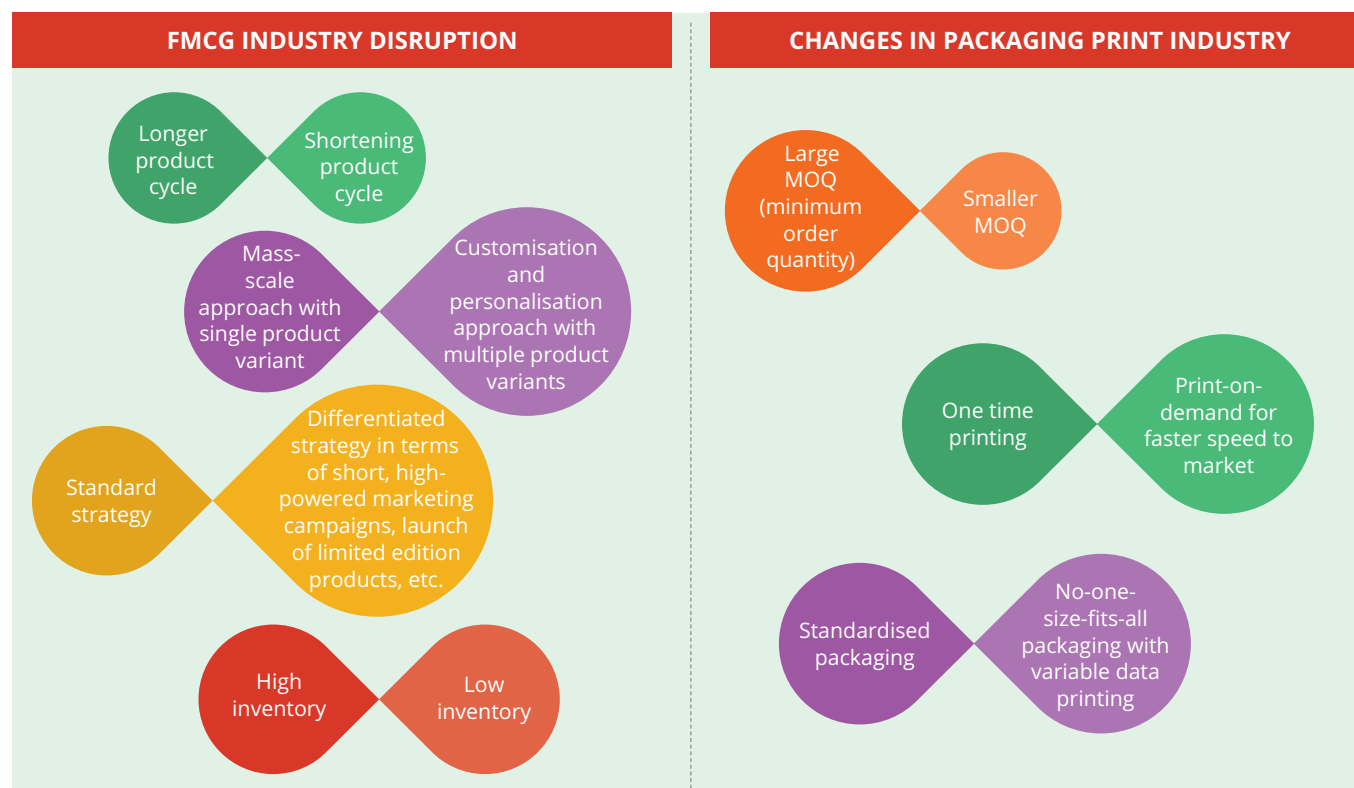 FMCG INDUSTRY DISRUPTION
Longer
product
cycle
Shortening
product
cycle
Mass-
scale
approach with
single product
variant
Customisation
and
personalisation
approach with
multiple product
variants
Standard
strategy
Differentiated
strategy in terms
of short, high-
powered marketing
campaigns, launch
of limited edition
products, etc.
High
inventory
Low
inventory
CHANGES IN PACKAGING PRINT INDUSTRY
Large
MOQ
(minimum
order
quantity)
Smaller
MOQ
One time
printing
Print-on-
demand for
faster speed to
market
Standardised
packaging
No-one-
size-fits-all
packaging with
variable data
printing